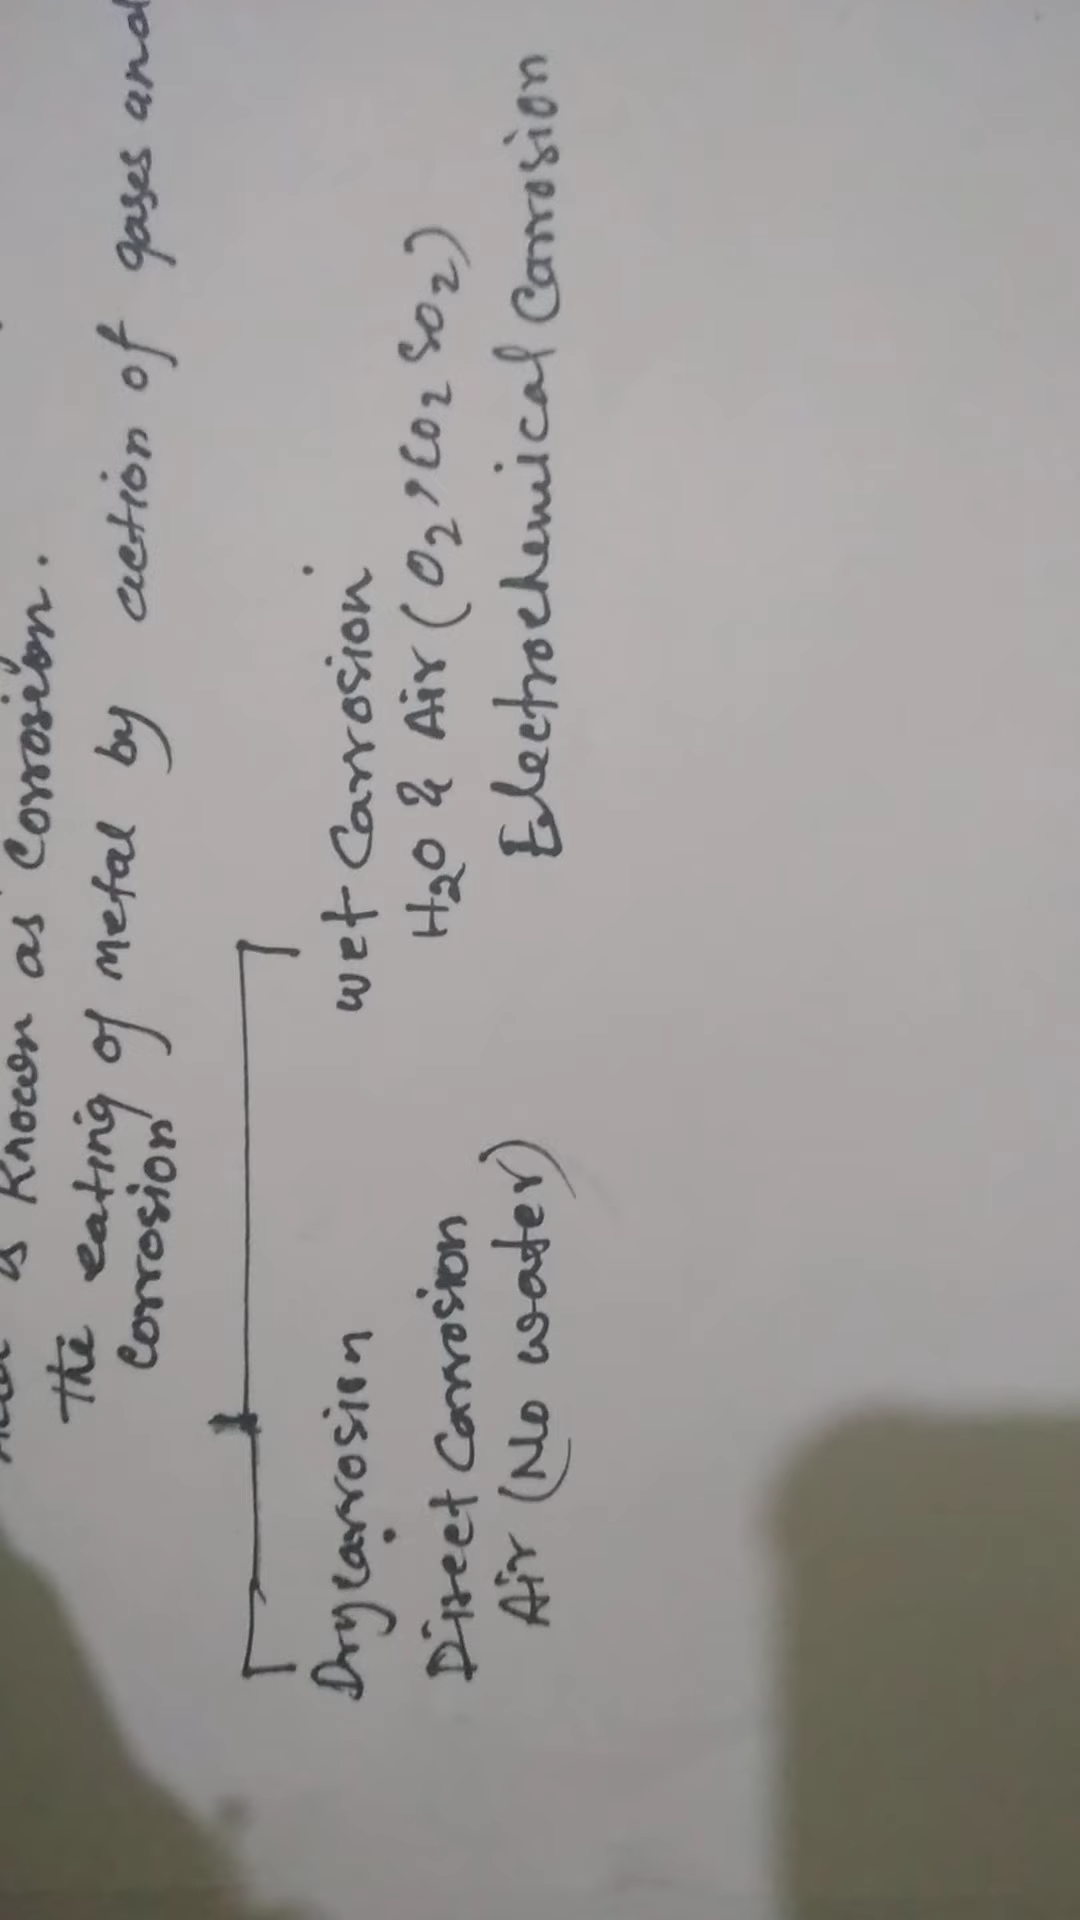 is Known as Corrosion.
The eating of metal by action of gases and
Corrosion
Dry Corrosion
wet Corrosion
Direct Corrosion
H2O & Air (O2, CO2 SO2)
Air (No water)
Electrochemical Corrosion